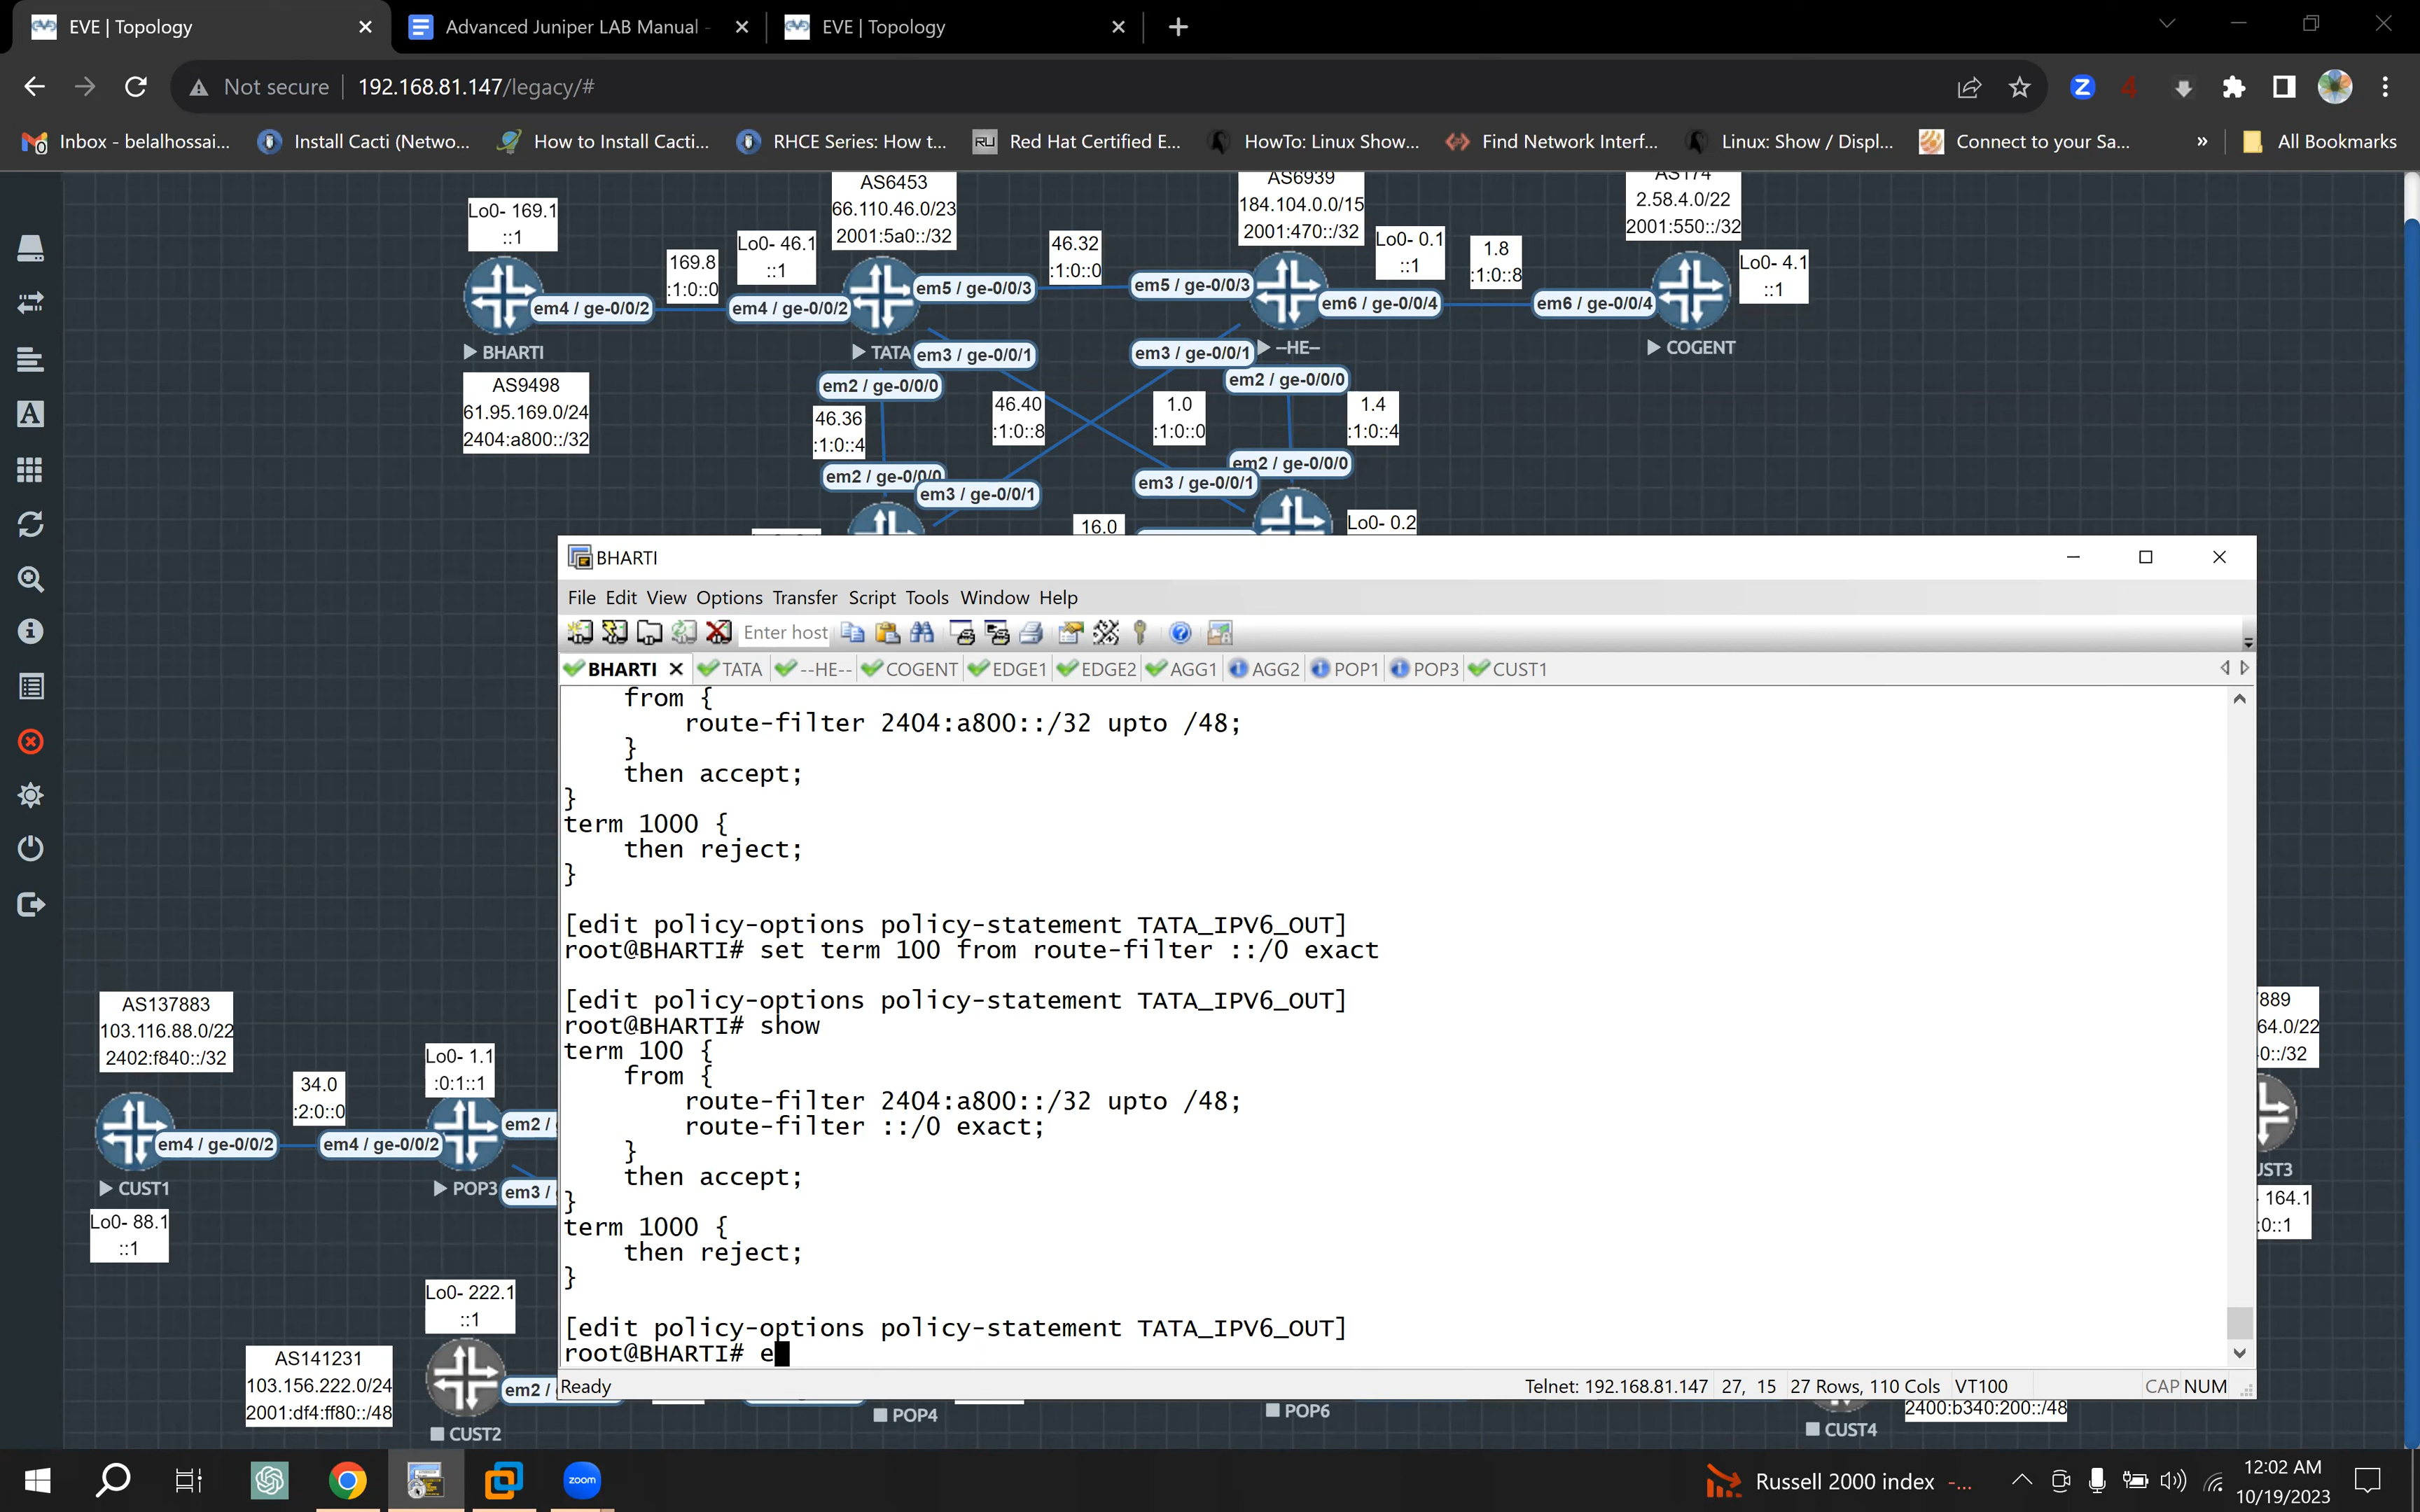 EVE | Topology
Advanced Juniper LAB Manual -
EVE | Topology
Not secure
192.168.81.147/legacy/#
Inbox - belalhossai...
Install Cacti (Netwo...
How to Install Cacti...
RHCE Series: How t...
Red Hat Certified E...
HowTo: Linux Show...
Find Network Interf...
Linux: Show / Displ...
Connect to your Sa...
»
All Bookmarks
Lo0- 169.1
::1
169.8
:1:0::0
Lo0- 46.1
::1
AS6453
66.110.46.0/23
2001:5a0::/32
46.32
:1:0::0
AS6939
184.104.0.0/15
2001:470::/32
Lo0- 0.1
::1
1.8
:1:0::8
AS174
2.58.4.0/22
2001:550::/32
Lo0- 4.1
::1
em4 / ge-0/0/2
em4 / ge-0/0/2
em5 / ge-0/0/3
em5 / ge-0/0/3
em6 / ge-0/0/4
em6 / ge-0/0/4
BHARTI
TATA
em3 / ge-0/0/1
em3 / ge-0/0/1
--HE--
COGENT
AS9498
61.95.169.0/24
2404:a800::/32
em2 / ge-0/0/0
em2 / ge-0/0/0
46.36
:1:0::4
46.40
:1:0::8
1.0
:1:0::0
1.4
:1:0::4
em2 / ge-0/0/0
em3 / ge-0/0/1
em2 / ge-0/0/0
em3 / ge-0/0/1
16.0
Lo0- 0.2
BHARTI
File Edit View Options Transfer Script Tools Window Help
Enter host
BHARTI
TATA
--HE--
COGENT
EDGE1
EDGE2
AGG1
AGG2
POP1
POP3
CUST1
from {
route-filter 2404:a800::/32 upto /48;
}
then accept;
}
term 1000 {
then reject;
}
[edit policy-options policy-statement TATA_IPV6_OUT]
root@BHARTI# set term 100 from route-filter ::/0 exact
[edit policy-options policy-statement TATA_IPV6_OUT]
root@BHARTI# show
term 100 {
from {
route-filter 2404:a800::/32 upto /48;
route-filter ::/0 exact;
}
then accept;
}
term 1000 {
then reject;
}
[edit policy-options policy-statement TATA_IPV6_OUT]
root@BHARTI# e
Ready
Telnet: 192.168.81.147
27, 15
27 Rows, 110 Cols
VT100
CAP NUM
AS137883
103.116.88.0/22
2402:f840::/32
34.0
:2:0::0
Lo0- 1.1
:0:1::1
em4 / ge-0/0/2
em4 / ge-0/0/2
em2 /
em3 /
CUST1
POP3
Lo0- 88.1
::1
Lo0- 222.1
::1
AS141231
103.156.222.0/24
2001:df4:ff80::/48
em2 /
CUST2
POP4
POP6
CUST4
2400:b340:200::/48
889
64.0/22
0::/32
UST3
164.1
:0::1
Russell 2000 index -...
12:02 AM
10/19/2023
zoom